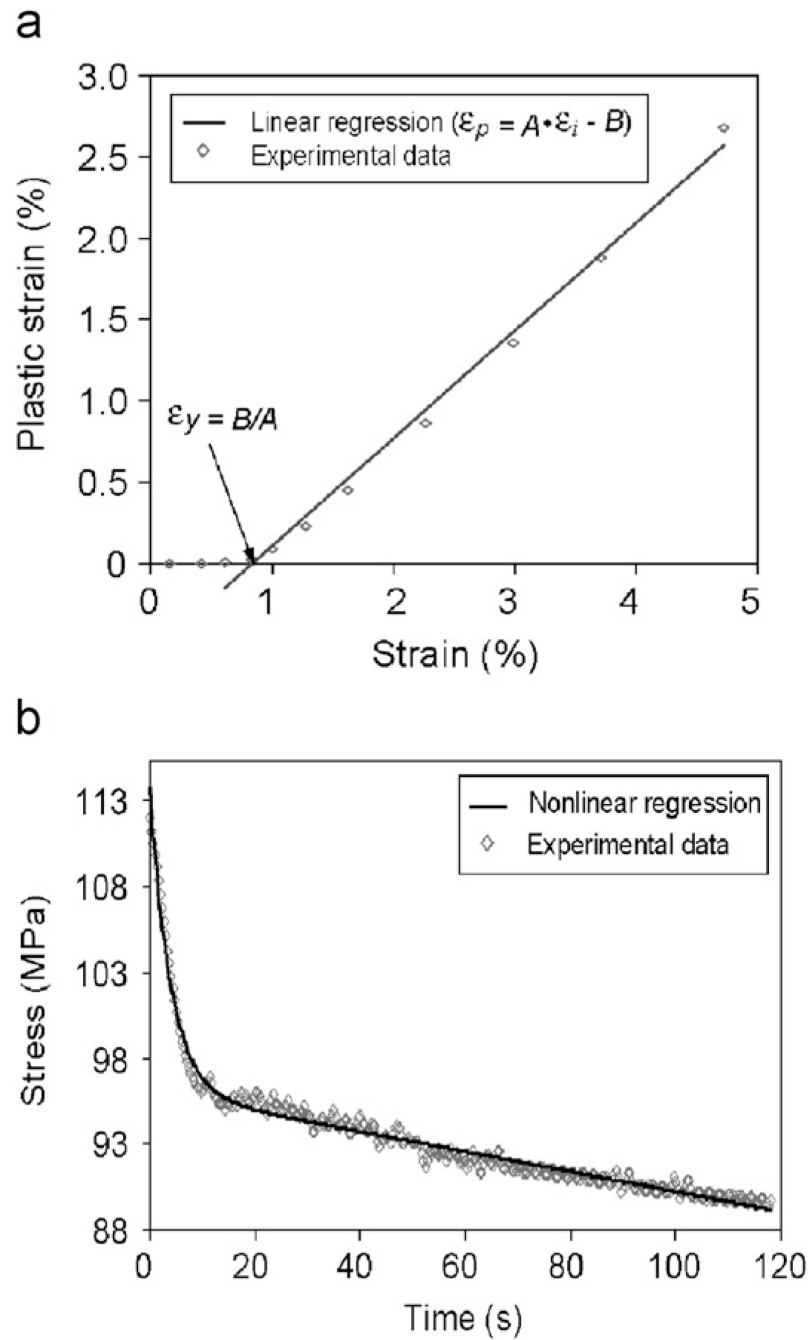 a
3.0
Linear regression (εp = A•εi - B)
Experimental data
2.5
2.0
Plastic strain (%)
1.5
1.0
εy = B/A
0.5
0
0 1 2 3 4 5
Strain (%)
b
113
Nonlinear regression
Experimental data
108
Stress (MPa)
103
98
93
88
0 20 40 60 80 100 120
Time (s)